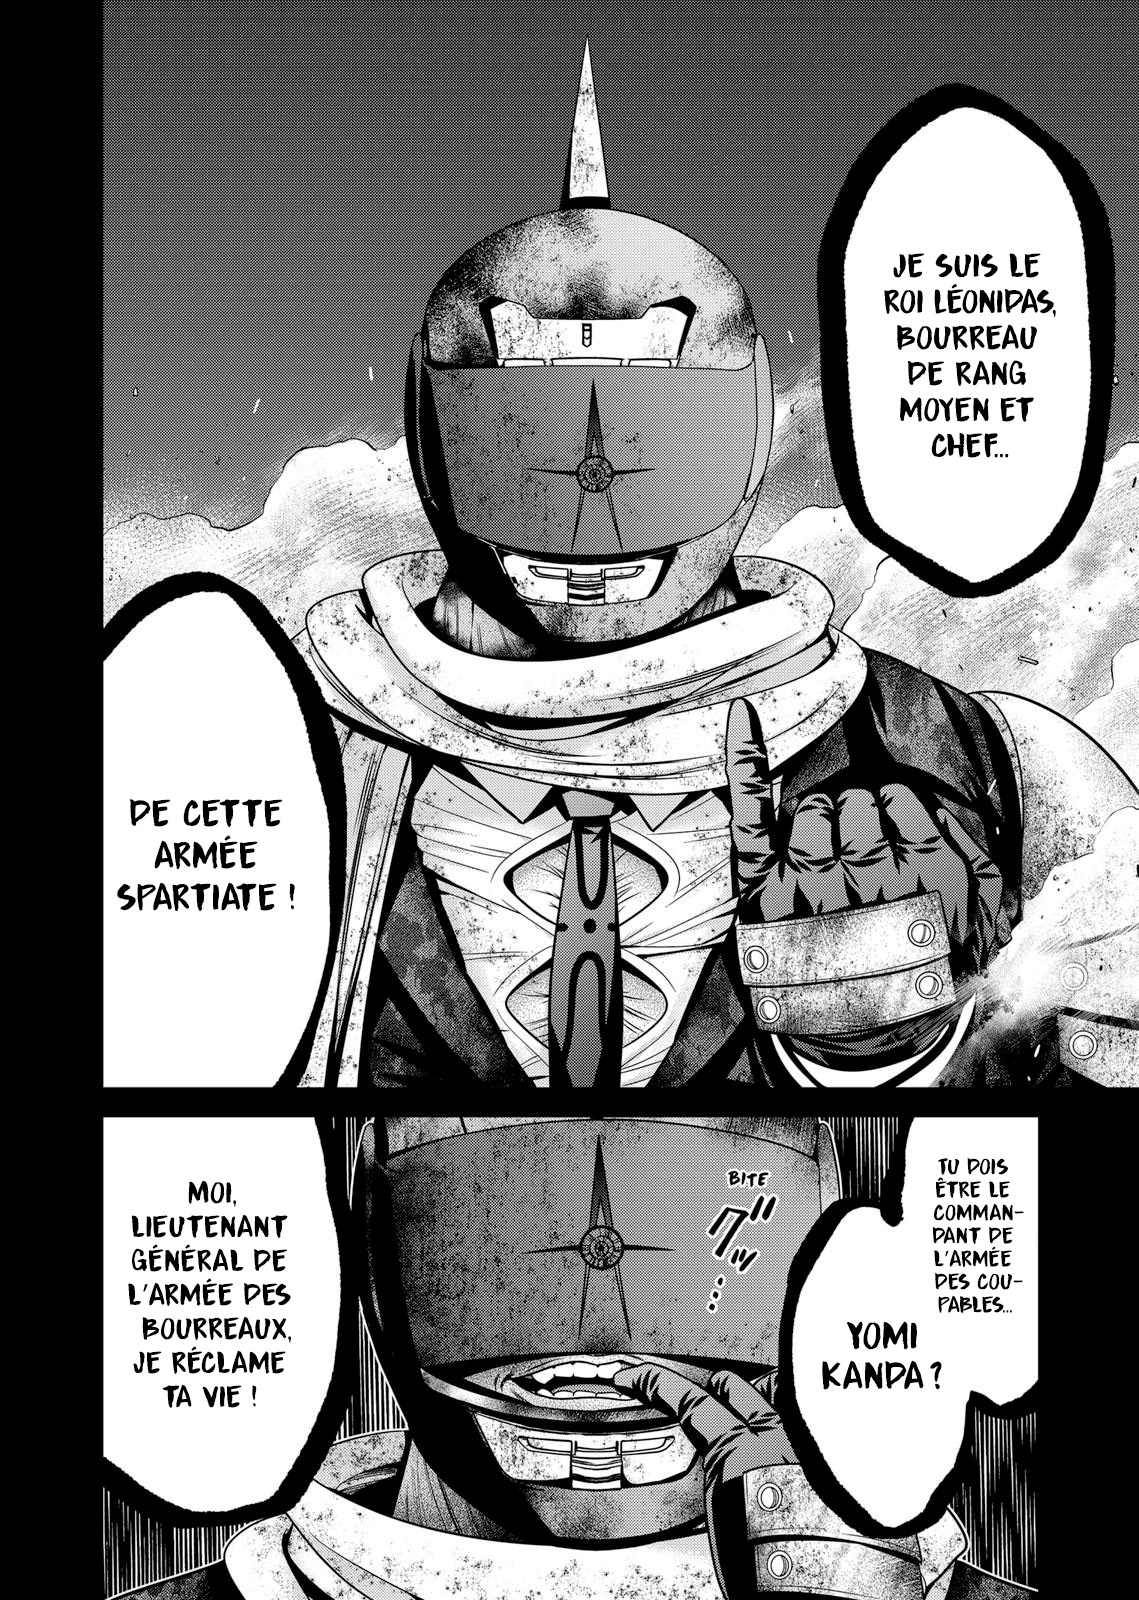 JE SUIS LE
ROI LÉONIDAS,
BOURREAU
DE RANG
MOYEN ET
CHEF...
DE CETTE
ARMÉE
SPARTIATE !
TU DOIS
ÊTRE LE
COMMAN-
DANT DE
L'ARMÉE
DES COU-
PABLES...
YOMI
KANDA ?
BITE
グッ...
MOI,
LIEUTENANT
GÉNÉRAL DE
L'ARMÉE DES
BOURREAUX,
JE RÉCLAME
TA VIE !